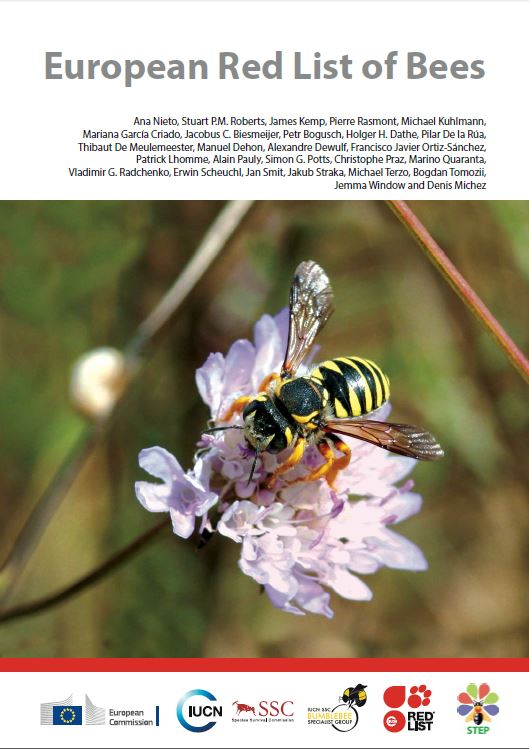 European Red List of Bees
Ana Nieto, Stuart P.M. Roberts, James Kemp, Pierre Rasmont, Michael Kuhlmann,
Mariana García Criado, Jacobus C. Biesmeijer, Petr Bogusch, Holger H. Dathe, Pilar De la Rúa,
Thibaut De Meulemeester, Manuel Dehon, Alexandre Dewulf, Francisco Javier Ortiz-Sánchez,
Patrick Lhomme, Alain Pauly, Simon G. Potts, Christophe Praz, Marino Quaranta,
Vladimir G. Radchenko, Erwin Scheuchl, Jan Smit, Jakub Straka, Michael Terzo, Bogdan Tomozii,
Jemma Window and Denis Michez
European
Commission
IUCN
SSC
Species Survival Commission
IUCN SSC
BUMBLEBEE
SPECIALIST GROUP
IUCN
RED
LIST
STEP